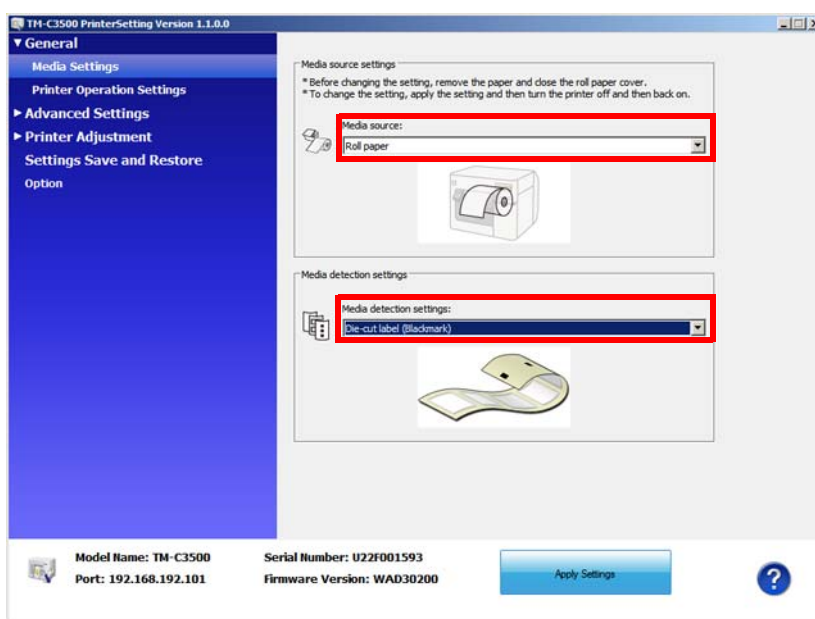 TM-C3500 PrinterSetting Version 1.1.0.0
▼General
Media Settings
Printer Operation Settings
►Advanced Settings
►Printer Adjustment
Settings Save and Restore
Option
Media source settings
*Before changing the setting, remove the paper and close the roll paper cover.
*To change the setting, apply the setting and then turn the printer off and then back on.
Media source:
Roll paper
Media detection settings
Media detection settings:
Die-cut label (Blackmark)
Model Name: TM-C3500
Port: 192.168.192.101
Serial Number: U22F001593
Firmware Version: WAD30200
Apply Settings
?